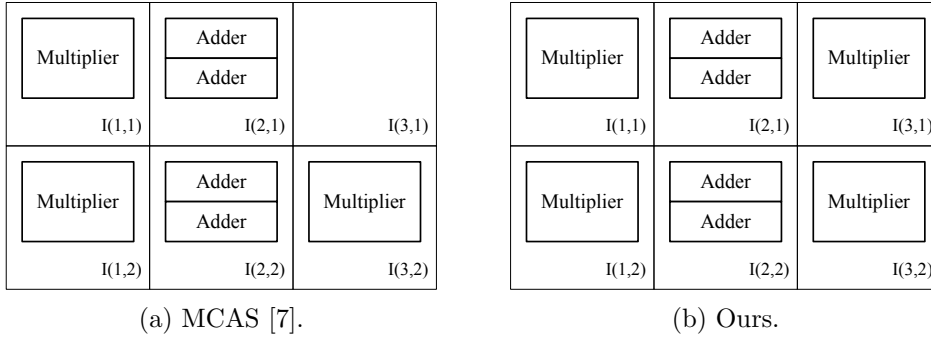 Multiplier
Adder
Adder
I(1,1)
I(2,1)
I(3,1)
Multiplier
Adder
Adder
Multiplier
I(1,2)
I(2,2)
I(3,2)
(a) MCAS [7].
Multiplier
Adder
Adder
Multiplier
I(1,1)
I(2,1)
I(3,1)
Multiplier
Adder
Adder
Multiplier
I(1,2)
I(2,2)
I(3,2)
(b) Ours.